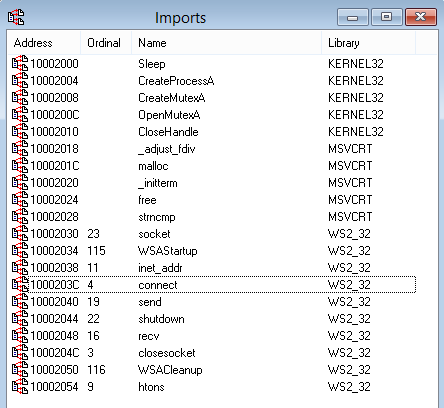 Imports
Address Ordinal Name Library
10002000 Sleep KERNEL32
10002004 CreateProcessA KERNEL32
10002008 CreateMutexA KERNEL32
1000200C OpenMutexA KERNEL32
10002010 CloseHandle KERNEL32
10002018 _adjust_fdiv MSVCRT
1000201C malloc MSVCRT
10002020 _initterm MSVCRT
10002024 free MSVCRT
10002028 strncmp MSVCRT
10002030 23 socket WS2_32
10002034 115 WSAStartup WS2_32
10002038 11 inet_addr WS2_32
1000203C 4 connect WS2_32
10002040 19 send WS2_32
10002044 22 shutdown WS2_32
10002048 16 recv WS2_32
1000204C 3 closesocket WS2_32
10002050 116 WSACleanup WS2_32
10002054 9 htons WS2_32